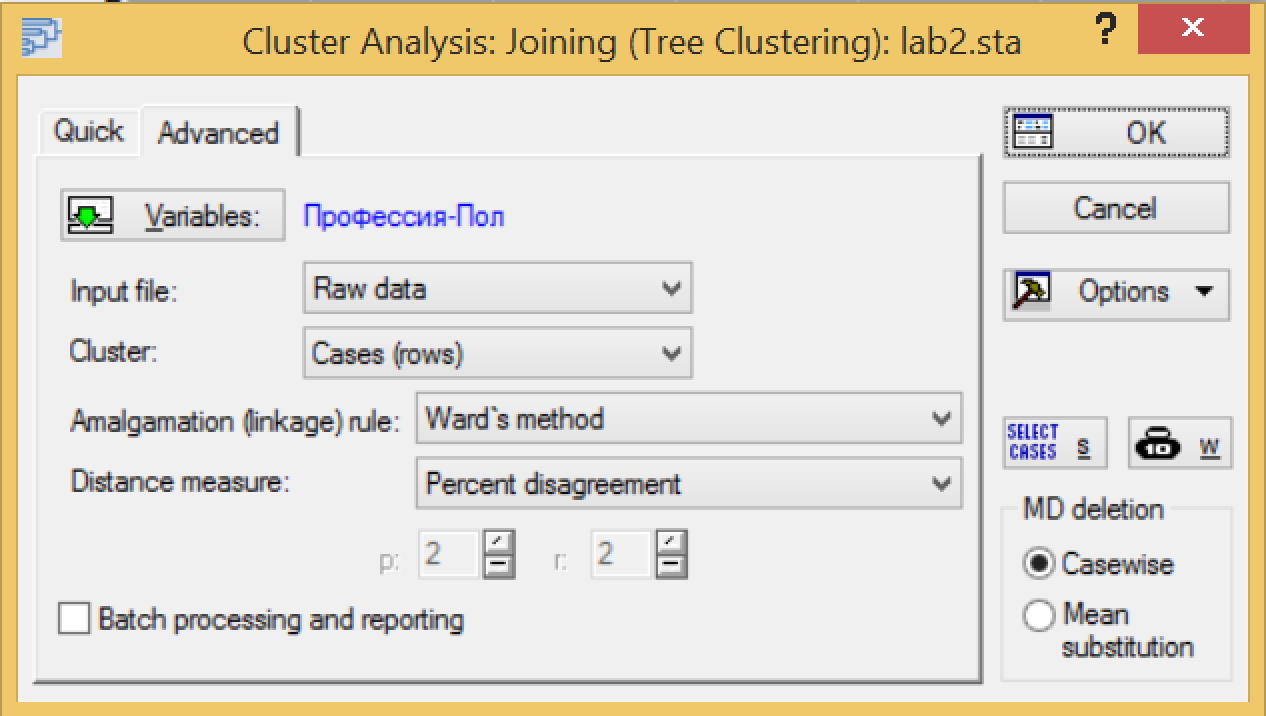 Cluster Analysis: Joining (Tree Clustering): lab2.sta
?
Quick
Advanced
OK
Variables:
Профессия-Пол
Cancel
Input file:
Raw data
Options
Cluster:
Cases (rows)
Amalgamation (linkage) rule:
Ward`s method
SELECT
CASES
s
w
Distance measure:
Percent disagreement
MD deletion
p:
2
r:
2
Casewise
Batch processing and reporting
Mean
substitution